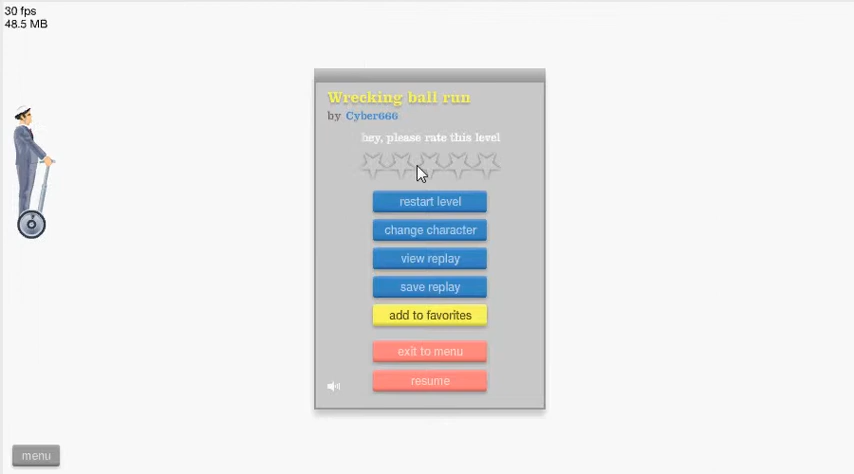 30 fps
48.5 MB
Wrecking ball run
by Cyber666
hey, please rate this level
restart level
change character
view replay
save replay
add to favorites
exit to menu
resume
menu